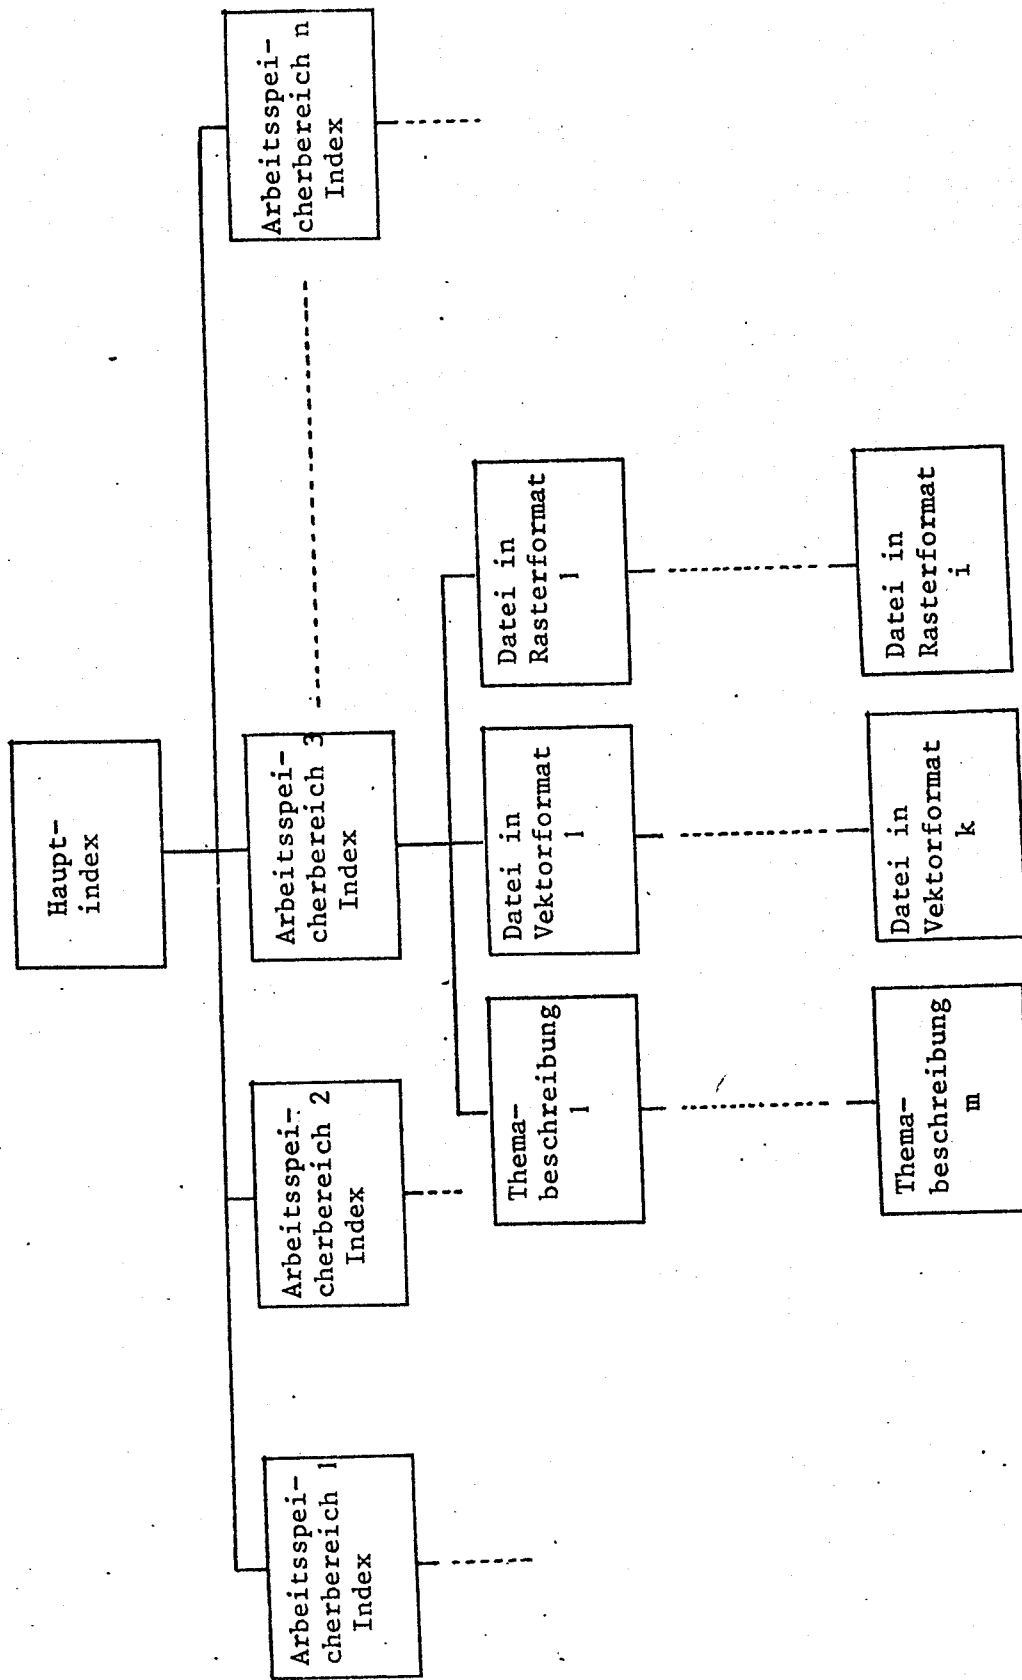 Haupt-
index
Arbeitsspei-
cherbereich 1
Index
Arbeitsspei-
cherbereich 2
Index
Arbeitsspei-
cherbereich 3
Index
Arbeitsspei-
cherbereich n
Index
Thema-
beschreibung
1
Datei in
Vektorformat
1
Datei in
Rasterformat
1
Thema-
beschreibung
m
Datei in
Vektorformat
k
Datei in
Rasterformat
i